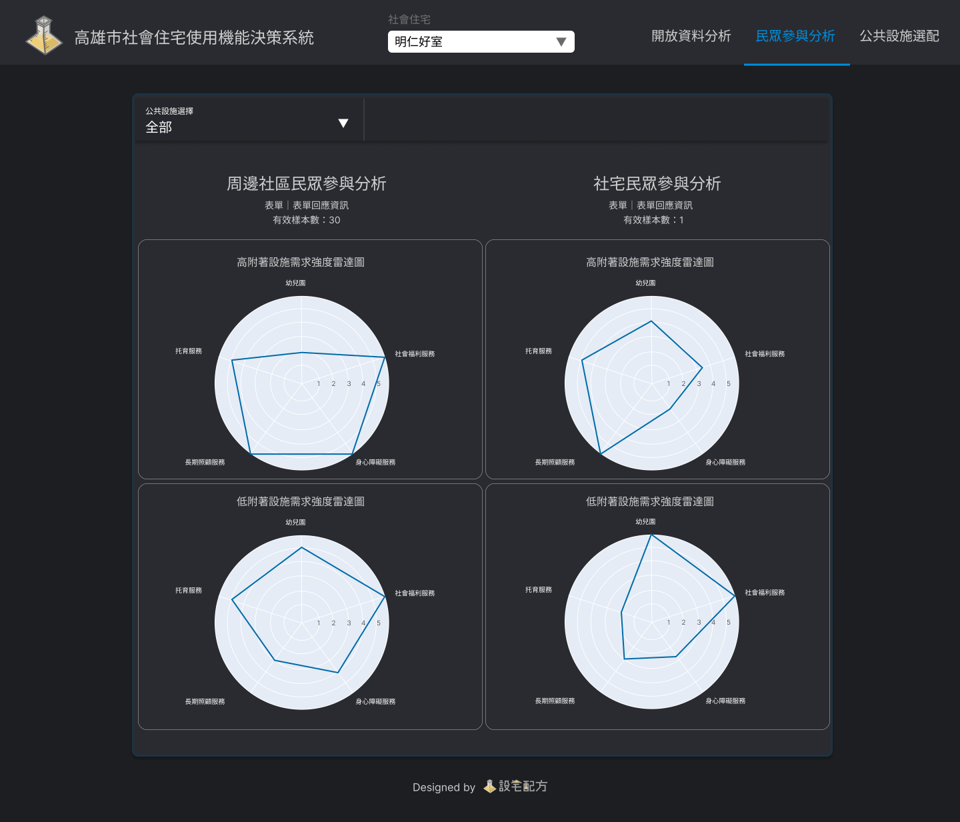 高雄市社會住宅使用機能決策系統
社會住宅
明仁好室
開放資料分析
民眾參與分析
公共設施選配
公共設施選擇
全部
周邊社區民眾參與分析
表單｜表單回應資訊
有效樣本數：30
社宅民眾參與分析
表單｜表單回應資訊
有效樣本數：1
高附著設施需求強度雷達圖
幼兒園
托育服務
社會福利服務
1 2 3 4 5
長期照顧服務
身心障礙服務
高附著設施需求強度雷達圖
幼兒園
托育服務
社會福利服務
1 2 3 4 5
長期照顧服務
身心障礙服務
低附著設施需求強度雷達圖
幼兒園
托育服務
社會福利服務
1 2 3 4 5
長期照顧服務
身心障礙服務
低附著設施需求強度雷達圖
幼兒園
托育服務
社會福利服務
1 2 3 4 5
長期照顧服務
身心障礙服務
Designed by 設宅配方